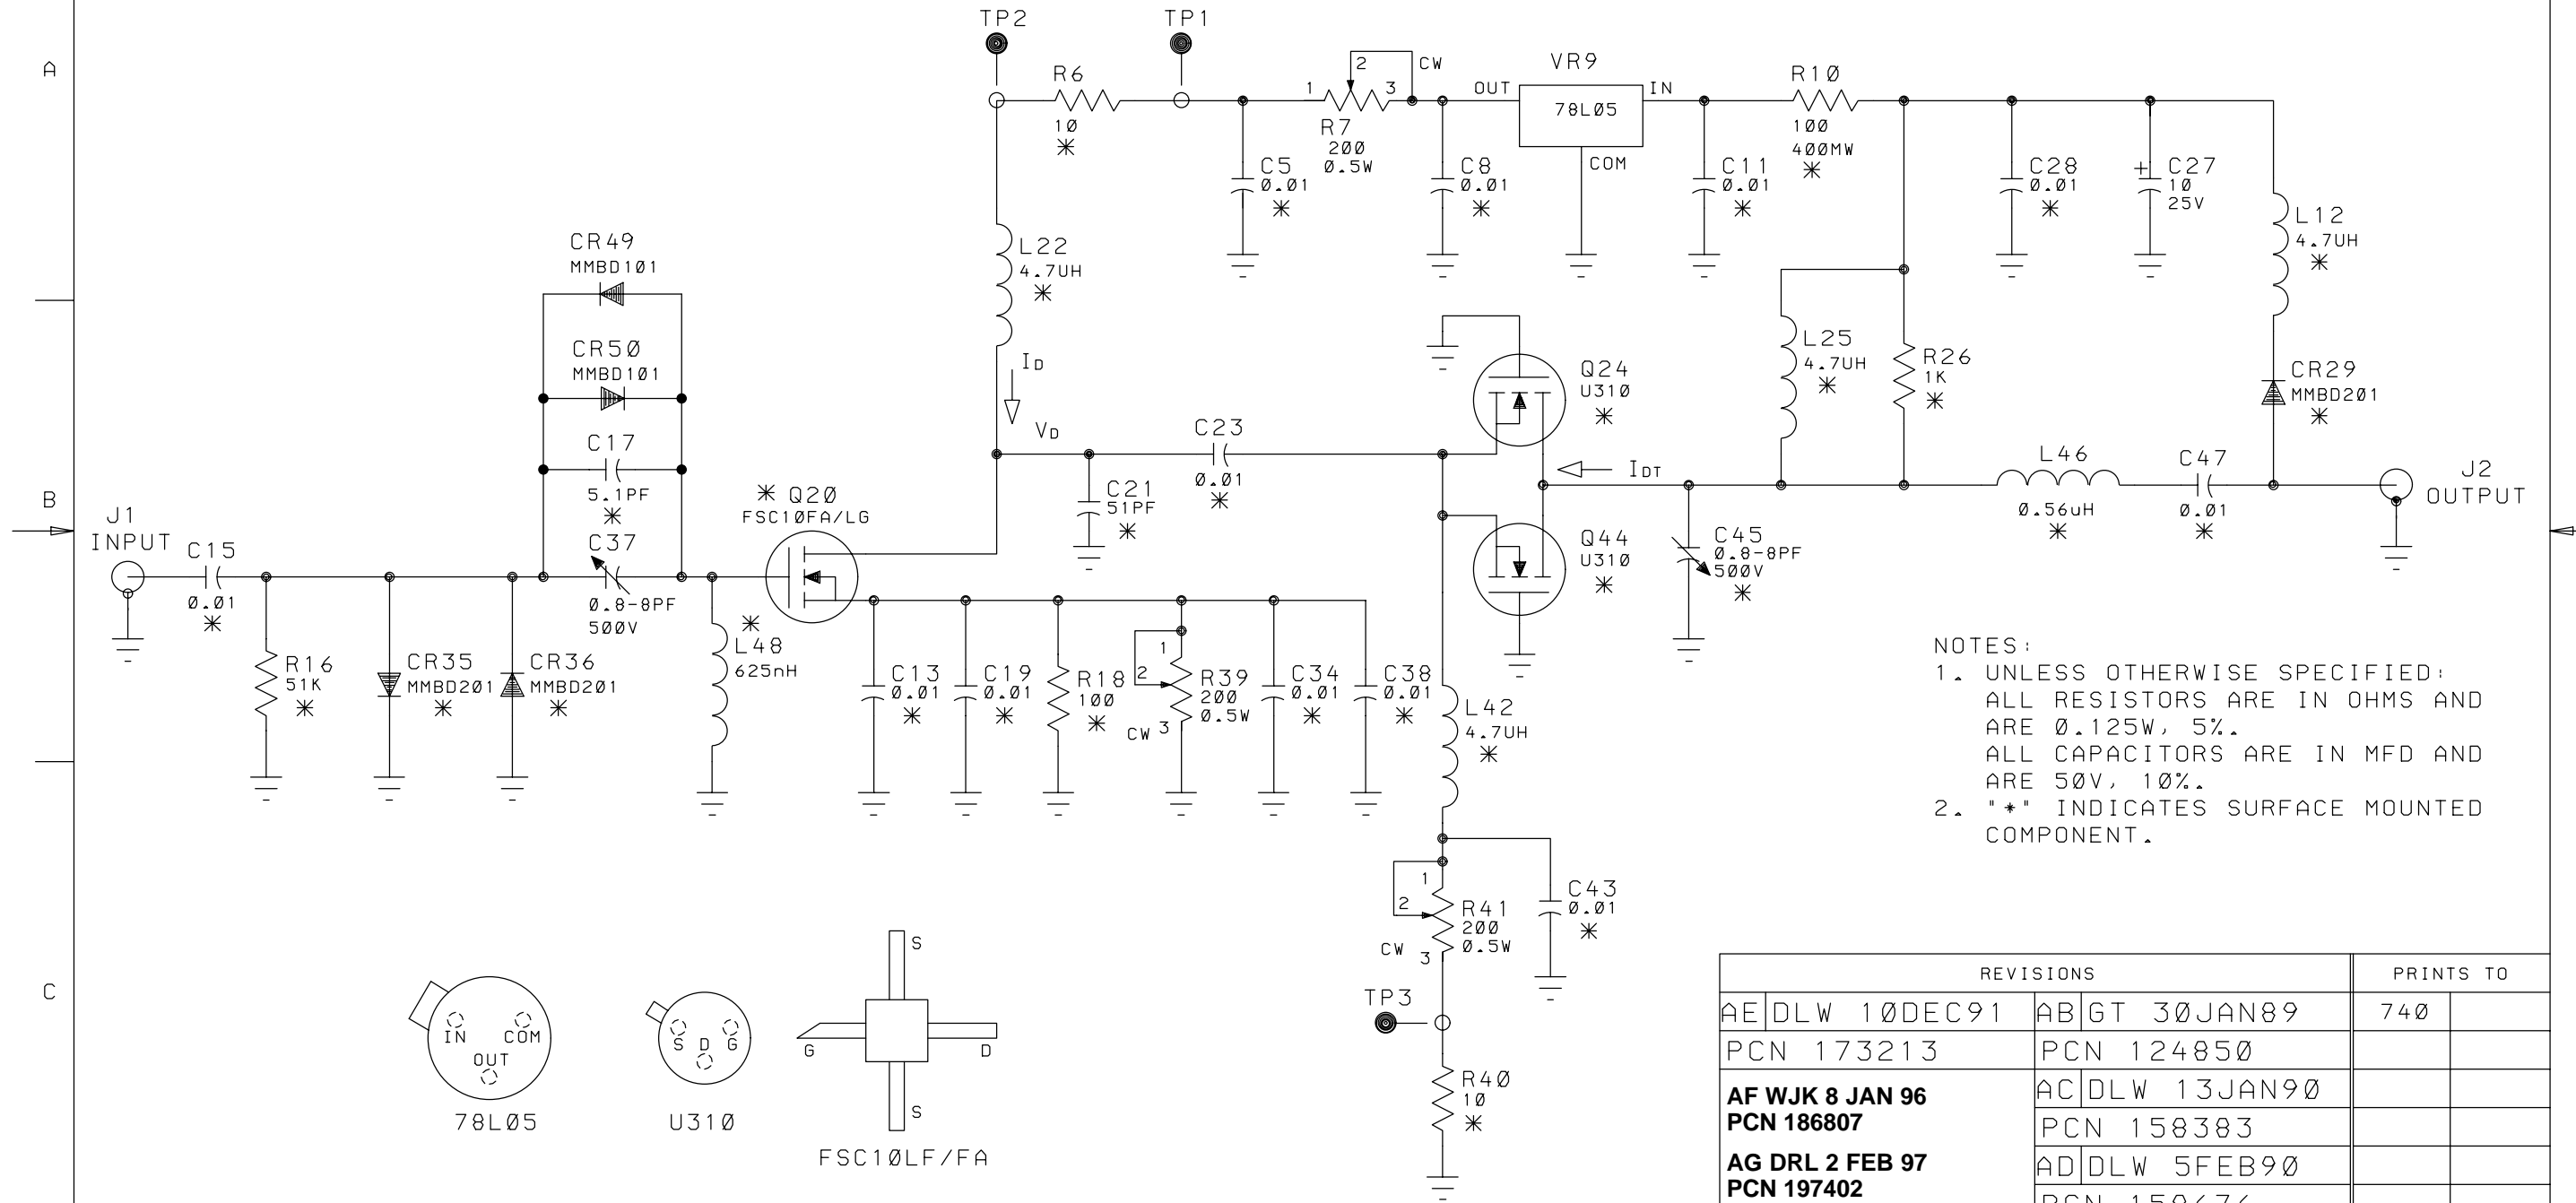 TP2
TP1
A
R6
10
*
1
2
3
CW
R7
200
0.5W
OUT
VR9
78L05
IN
COM
R10
100
400MW
*
C5
0.01
*
C8
0.01
*
C11
0.01
*
C28
0.01
*
+
C27
10
25V
L12
4.7UH
*
CR49
MMBD101
CR50
MMBD101
L22
4.7UH
*
ID
VD
C17
5.1PF
*
C37
0.8-8PF
500V
B
J1
INPUT
C15
0.01
*
* Q20
FSC10FA/LG
C21
51PF
*
C23
0.01
*
Q24
U310
*
IDT
Q44
U310
*
L25
4.7UH
*
R26
1K
*
CR29
MMBD201
*
C45
0.8-8PF
500V
*
L46
0.56uH
*
C47
0.01
*
J2
OUTPUT
R16
51K
*
CR35
MMBD201
*
CR36
MMBD201
*
*
L48
625nH
C13
0.01
*
C19
0.01
*
R18
100
*
1
2
CW 3
R39
200
0.5W
C34
0.01
*
C38
0.01
*
L42
4.7UH
*
NOTES:
1. UNLESS OTHERWISE SPECIFIED:
ALL RESISTORS ARE IN OHMS AND
ARE 0.125W, 5%.
ALL CAPACITORS ARE IN MFD AND
ARE 50V, 10%.
2. "*" INDICATES SURFACE MOUNTED
COMPONENT.
1
2
CW 3
R41
200
0.5W
C43
0.01
*
TP3
R40
10
*
C
IN
COM
OUT
78L05
S
D
G
U310
S
G
D
S
FSC10LF/FA
REVISIONS
PRINTS TO
AE DLW 10DEC91
AB GT 30JAN89
740
PCN 173213
PCN 124850
AF WJK 8 JAN 96
PCN 186807
AC DLW 13JAN90
PCN 158383
AG DRL 2 FEB 97
PCN 197402
AD DLW 5FEB90
PCN